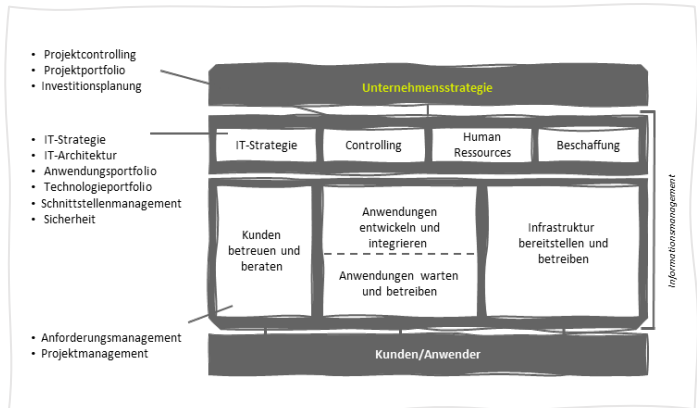 • Projektcontrolling
• Projektportfolio
• Investitionsplanung
Unternehmensstrategie
• IT-Strategie
• IT-Architektur
• Anwendungsportfolio
• Technologieportfolio
• Schnittstellenmanagement
• Sicherheit
IT-Strategie
Controlling
Human
Ressources
Beschaffung
Kunden
betreuen und
beraten
Anwendungen
entwickeln und
integrieren
Anwendungen warten
und betreiben
Infrastruktur
bereitstellen und
betreiben
Informationsmanagement
• Anforderungsmanagement
• Projektmanagement
Kunden/Anwender